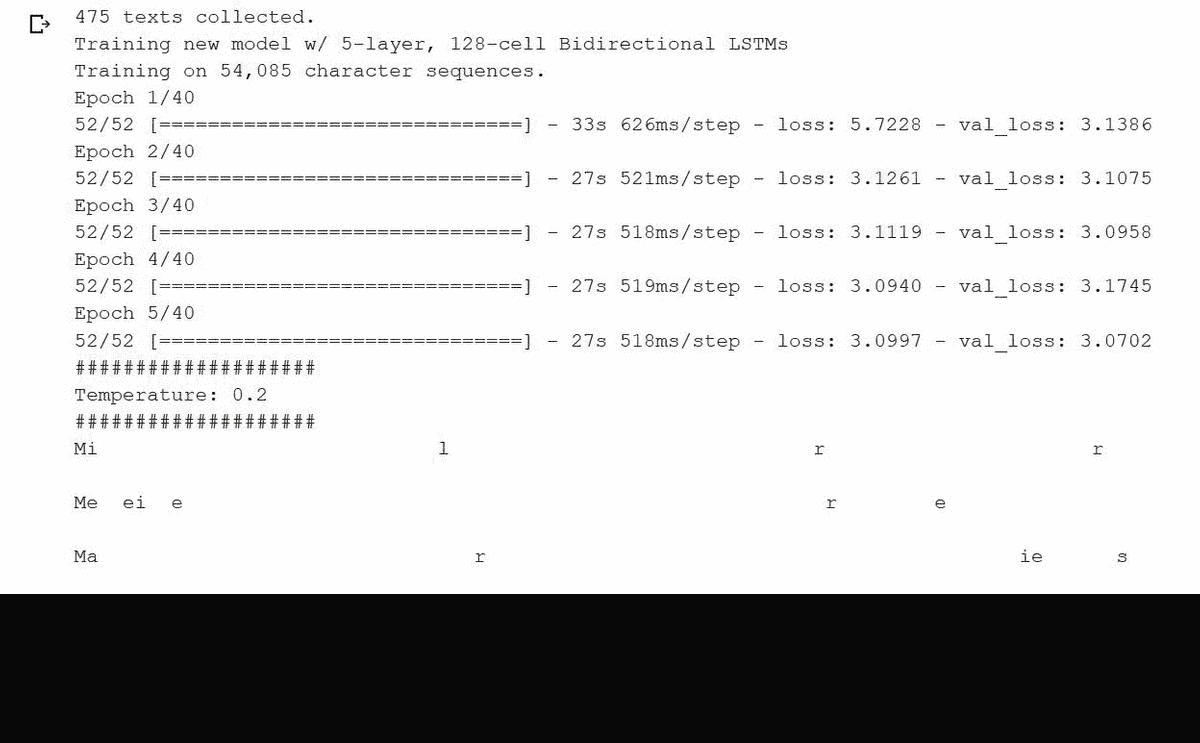 475 texts collected.
Training new model w/ 5-layer, 128-cell Bidirectional LSTMs
Training on 54,085 character sequences.
Epoch 1/40
52/52 [==============================] - 33s 626ms/step - loss: 5.7228 - val_loss: 3.1386
Epoch 2/40
52/52 [==============================] - 27s 521ms/step - loss: 3.1261 - val_loss: 3.1075
Epoch 3/40
52/52 [==============================] - 27s 518ms/step - loss: 3.1119 - val_loss: 3.0958
Epoch 4/40
52/52 [==============================] - 27s 519ms/step - loss: 3.0940 - val_loss: 3.1745
Epoch 5/40
52/52 [==============================] - 27s 518ms/step - loss: 3.0997 - val_loss: 3.0702
####################
Temperature: 0.2
####################
Mi                            l                              r                      r
Me  ei  e                                                     r        e
Ma                               r                                            ie      s